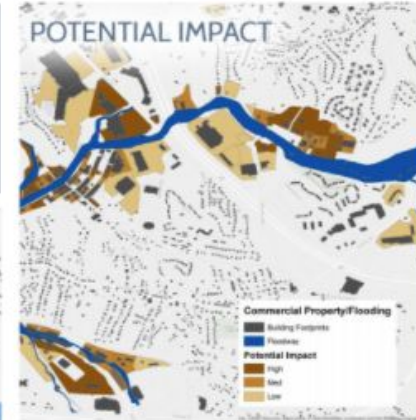 POTENTIAL IMPACT
Commercial Property/Flooding
Building Footprints
Floodway
Potential Impact
High
Med
Low